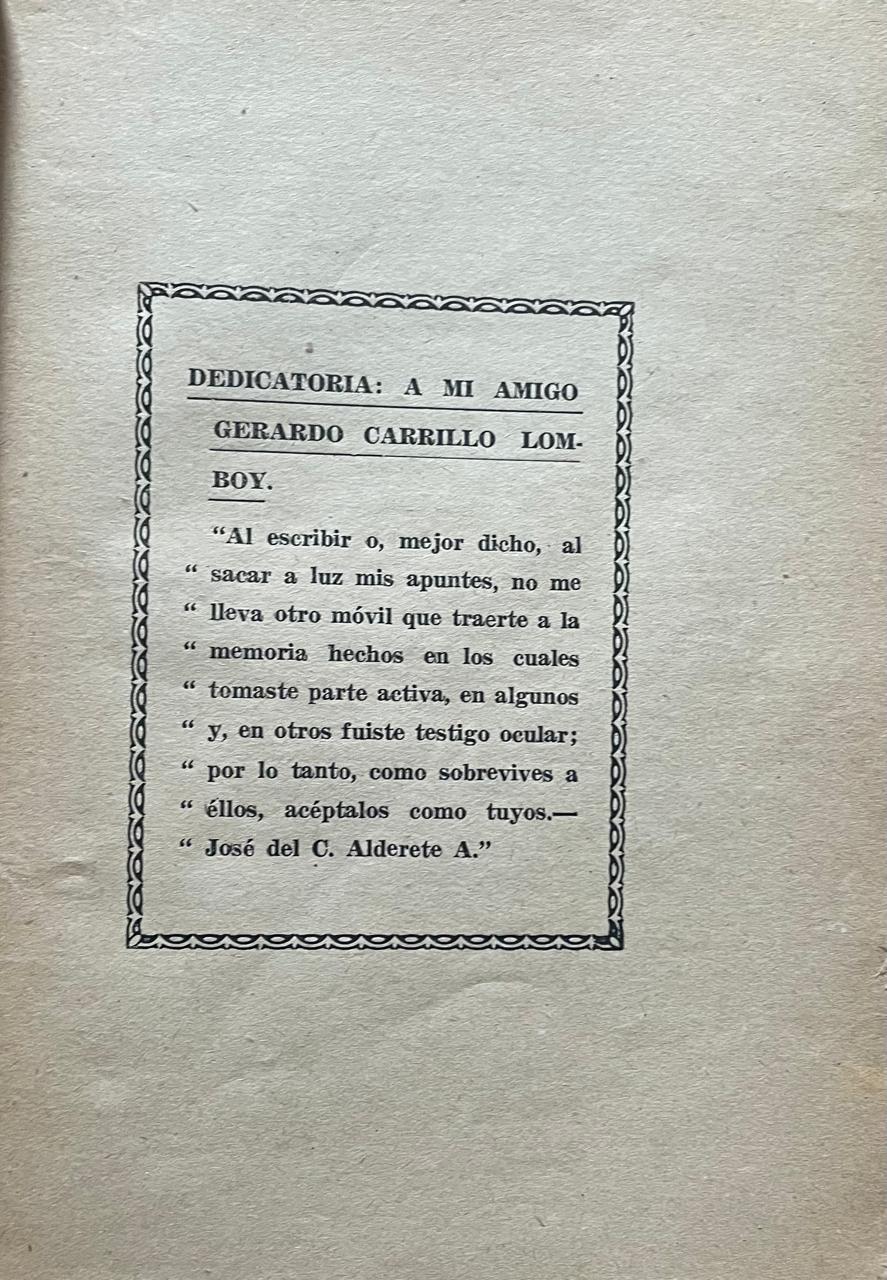 DEDICATORIA: A MI AMIGO
GERARDO CARRILLO LOM-
BOY.
“Al escribir o, mejor dicho, al
“ sacar a luz mis apuntes, no me
“ lleva otro móvil que traerte a la
“ memoria hechos en los cuales
“ tomaste parte activa, en algunos
“ y, en otros fuiste testigo ocular;
“ por lo tanto, como sobrevives a
“ éllos, acéptalos como tuyos.—
“ José del C. Alderete A.”